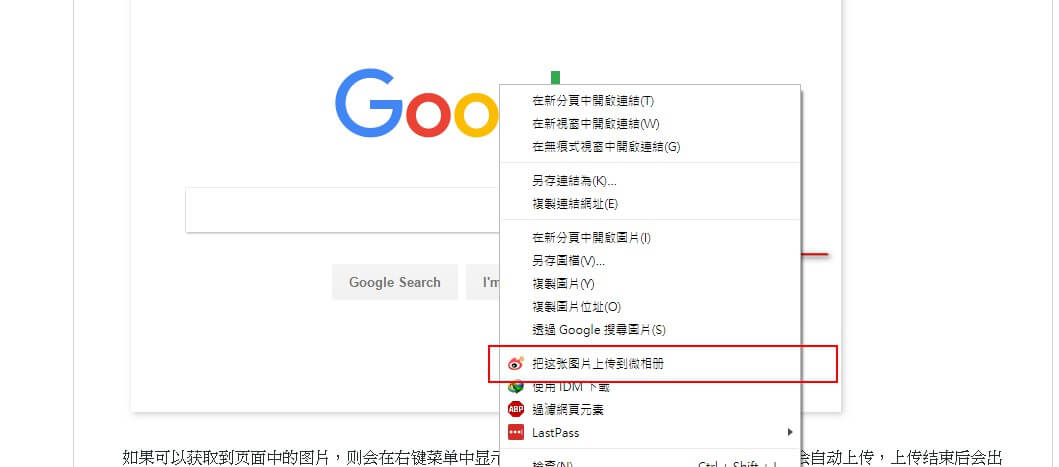 Goo
在新分頁中開啟連結(T)
在新視窗中開啟連結(W)
在無痕式視窗中開啟連結(G)
另存連結為(K)...
複製連結網址(E)
在新分頁中開啟圖片(I)
另存圖檔(V)...
複製圖片(Y)
複製圖片位址(O)
透過 Google 搜尋圖片(S)
Google Search
I'm
把这张图片上传到微相册
使用 IDM 下載
ABP 過濾網頁元素
LastPass
檢查(N) Ctrl + Shift + I
如果可以获取到页面中的图片，则会在右键菜单中显示
会自动上传，上传结束后会出